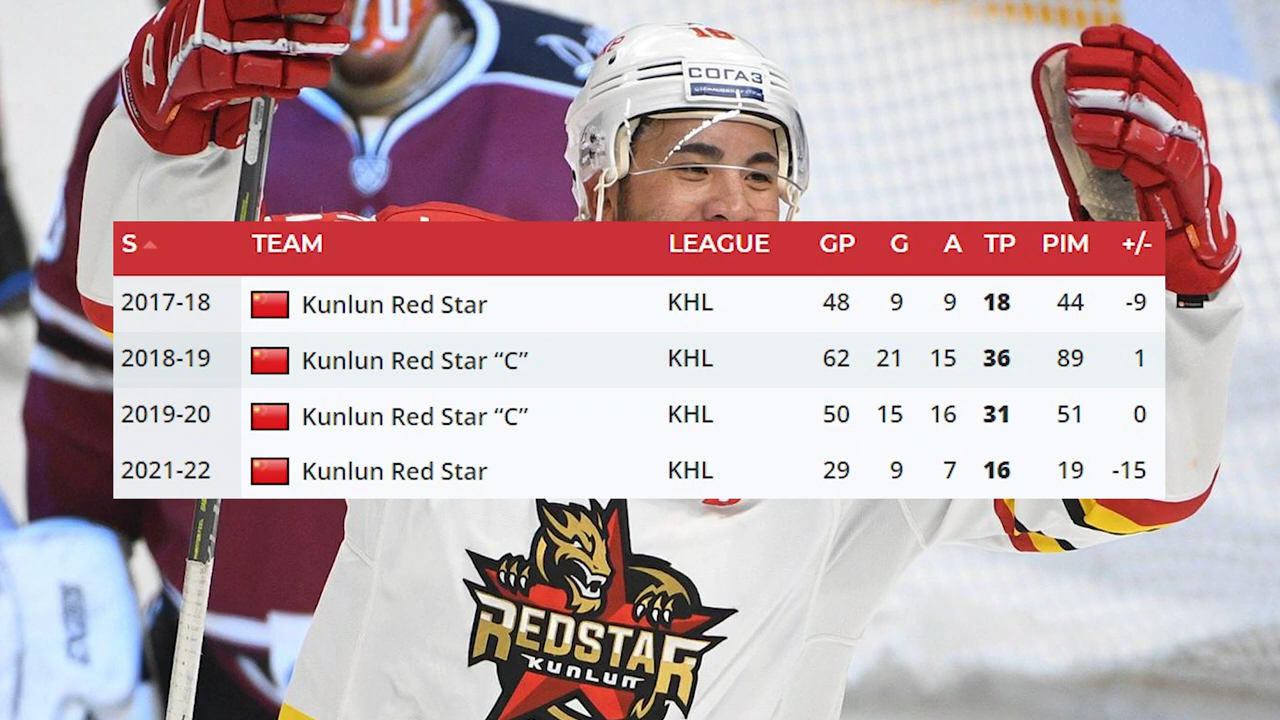 70
18
СОГАЗ
S TEAM LEAGUE GP G A TP PIM +/-
2017-18 Kunlun Red Star KHL 48 9 9 18 44 -9
2018-19 Kunlun Red Star “C” KHL 62 21 15 36 89 1
2019-20 Kunlun Red Star “C” KHL 50 15 16 31 51 0
2021-22 Kunlun Red Star KHL 29 9 7 16 19 -15
REDSTAR
KUNLUN